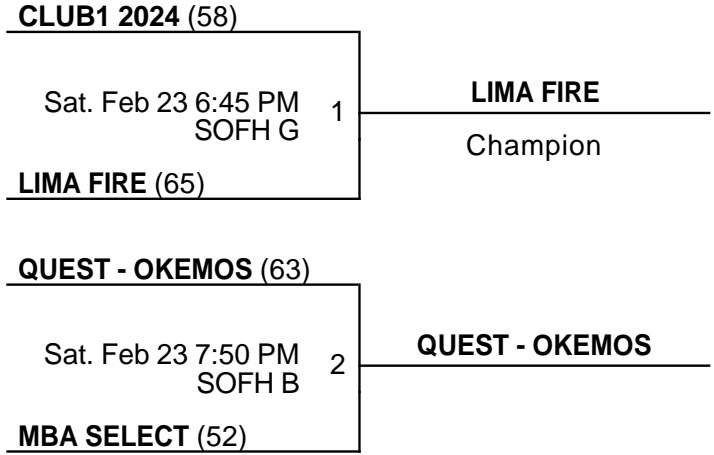 CLUB1 2024 (58)
Sat. Feb 23 6:45 PM
SOFH G
1
LIMA FIRE
Champion
LIMA FIRE (65)
QUEST - OKEMOS (63)
Sat. Feb 23 7:50 PM
SOFH B
2
QUEST - OKEMOS
MBA SELECT (52)